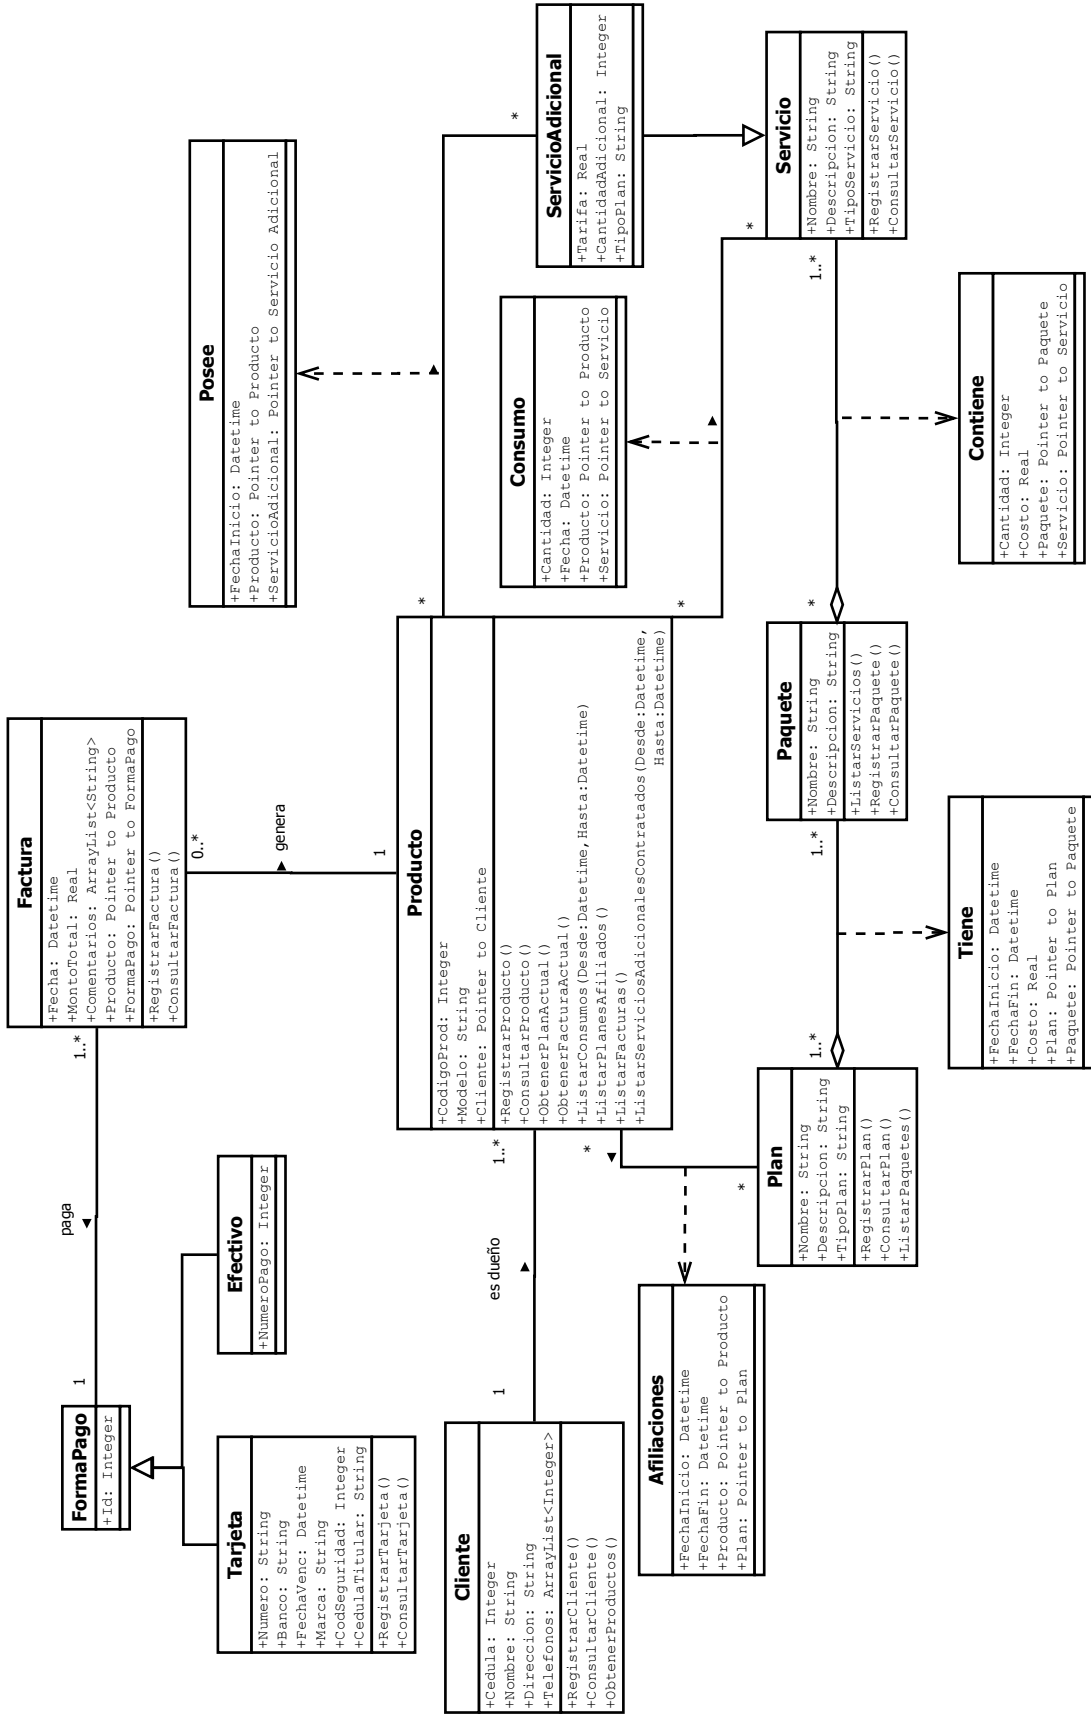 FormaPago
+Id: Integer
1
paga
1..*
Factura
+Fecha: Datetime
+MontoTotal: Real
+Comentarios: ArrayList<String>
+Producto: Pointer to Producto
+FormaPago: Pointer to FormaPago
+RegistrarFactura()
+ConsultarFactura()
Tarjeta
+Numero: String
+Banco: String
+FechaVenc: Datetime
+Marca: String
+CodSeguridad: Integer
+CedulaTitular: String
+RegistrarTarjeta()
+ConsultarTarjeta()
Efectivo
+NumeroPago: Integer
0..*
genera
1
Posee
+FechaInicio: Datetime
+Producto: Pointer to Producto
+ServicioAdicional: Pointer to Servicio Adicional
Cliente
+Cedula: Integer
+Nombre: String
+Direccion: String
+Telefonos: ArrayList<Integer>
+RegistrarCliente()
+ConsultarCliente()
+ObtenerProductos()
1
es dueño
1..*
Producto
+CodigoProd: Integer
+Modelo: String
+Cliente: Pointer to Cliente
+RegistrarProducto()
+ConsultarProducto()
+ObtenerPlanActual()
+ObtenerFacturaActual()
+ListarConsumos(Desde:Datetime,Hasta:Datetime)
+ListarPlanesAfiliados()
+ListarFacturas()
+ListarServiciosAdicionalesContratados(Desde:Datetime,
Hasta:Datetime)
*
*
ServicioAdicional
+Tarifa: Real
+CantidadAdicional: Integer
+TipoPlan: String
Consumo
+Cantidad: Integer
+Fecha: Datetime
+Producto: Pointer to Producto
+Servicio: Pointer to Servicio
*
*
Afiliaciones
+FechaInicio: Datetime
+FechaFin: Datetime
+Producto: Pointer to Producto
+Plan: Pointer to Plan
*
*
Plan
+Nombre: String
+Descripcion: String
+TipoPlan: String
+RegistrarPlan()
+ConsultarPlan()
+ListarPaquetes()
1..*
1..*
Paquete
+Nombre: String
+Descripcion: String
+ListarServicios()
+RegistrarPaquete()
+ConsultarPaquete()
*
1..*
Servicio
+Nombre: String
+Descripcion: String
+TipoServicio: String
+RegistrarServicio()
+ConsultarServicio()
Tiene
+FechaInicio: Datetime
+FechaFin: Datetime
+Costo: Real
+Plan: Pointer to Plan
+Paquete: Pointer to Paquete
Contiene
+Cantidad: Integer
+Costo: Real
+Paquete: Pointer to Paquete
+Servicio: Pointer to Servicio